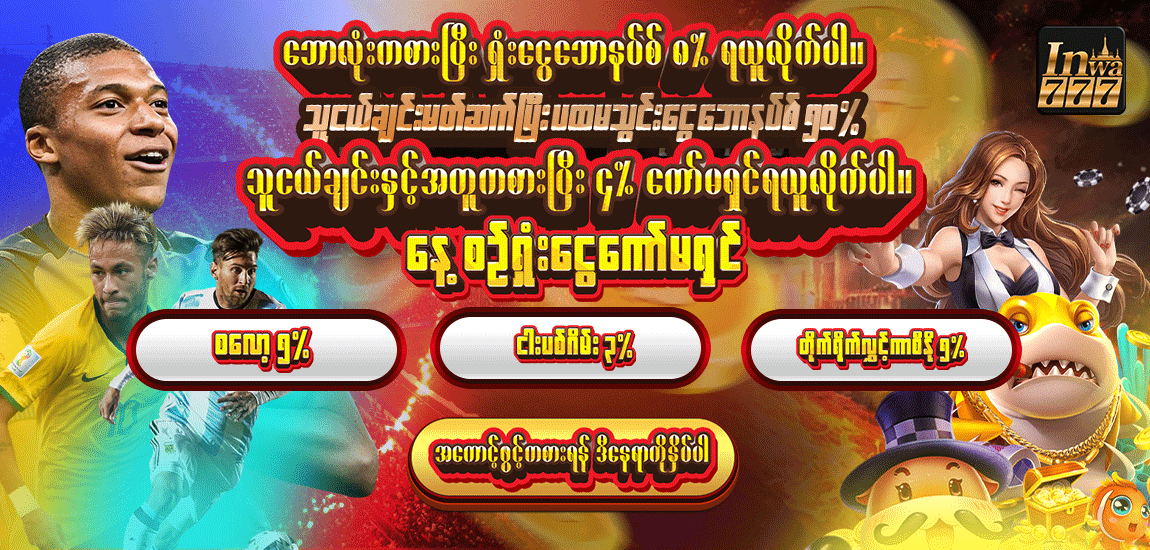 ဘောလုံးကစားပြီး ရှုံးငွေဘောနပ်စ် ၈% ရယူလိုက်ပါ။
Inwa
777
သူငယ်ချင်းမိတ်ဆက်ပြီး ပထမသွင်းငွေ ဘောနပ်စ် ၅၀%
သူငယ်ချင်းနှင့်အတူကစားပြီး ၄% ကော်မရှင်ရယူလိုက်ပါ။
နေ့ စဉ်ရှုံးငွေကော်မရှင်
စလော့ ၅%
ငါးပစ်ဂိမ်း ၃%
တိုက်ရိုက်လွှင့်ကာစီနို ၅%
အကောင့်ဖွင့်ကစားရန် ဒီနေရာကိုနှိပ်ပါ